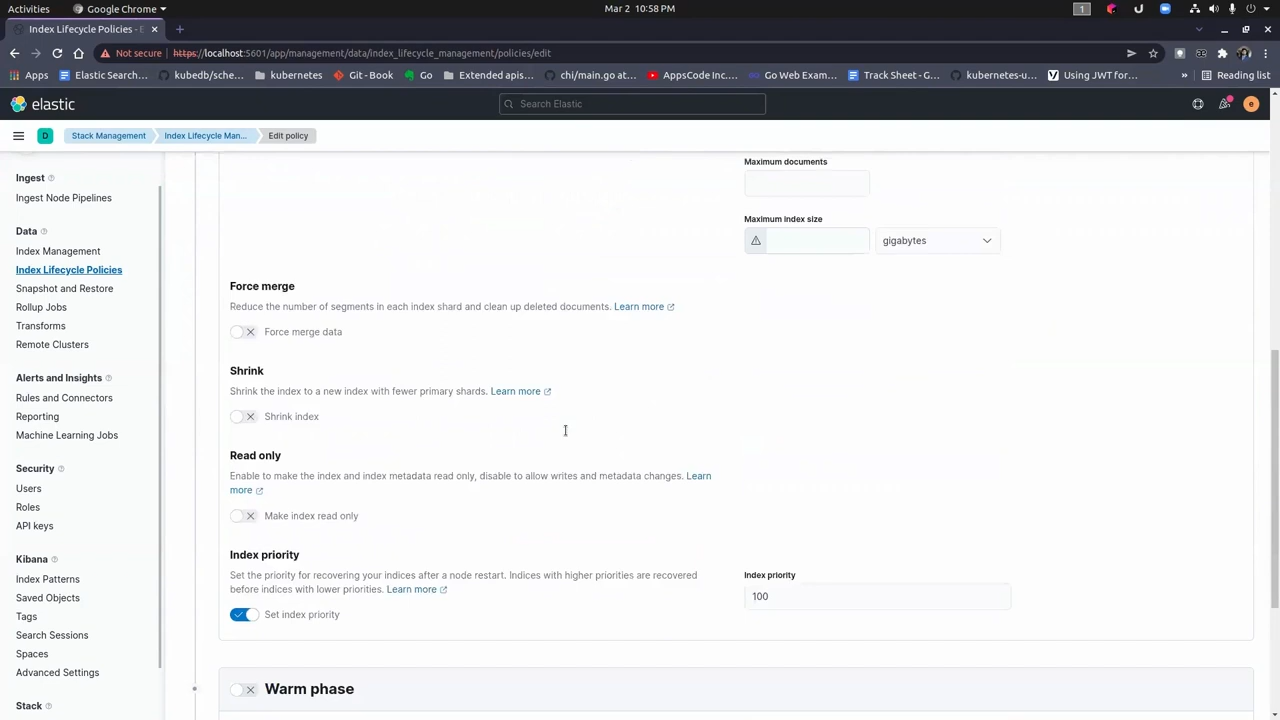 Activities
Google Chrome
Mar 2 10:58 PM
1
Index Lifecycle Policies - E
Not secure
https://localhost:5601/app/management/data/index_lifecycle_management/policies/edit
Apps
Elastic Search...
kubedb/sche...
kubernetes
Git - Book
Go
Extended apis...
chi/main.go at...
AppsCode Inc...
Go Web Exam...
Track Sheet - G...
kubernetes-u...
Using JWT for...
»
Reading list
elastic
Search Elastic
e
D
Stack Management
Index Lifecycle Man...
Edit policy
Ingest
Ingest Node Pipelines
Data
Index Management
Index Lifecycle Policies
Snapshot and Restore
Rollup Jobs
Transforms
Remote Clusters
Alerts and Insights
Rules and Connectors
Reporting
Machine Learning Jobs
Security
Users
Roles
API keys
Kibana
Index Patterns
Saved Objects
Tags
Search Sessions
Spaces
Advanced Settings
Stack
Maximum documents
Maximum index size
gigabytes
Force merge
Reduce the number of segments in each index shard and clean up deleted documents. Learn more
Force merge data
Shrink
Shrink the index to a new index with fewer primary shards. Learn more
Shrink index
Read only
Enable to make the index and index metadata read only, disable to allow writes and metadata changes. Learn
more
Make index read only
Index priority
Set the priority for recovering your indices after a node restart. Indices with higher priorities are recovered
before indices with lower priorities. Learn more
Set index priority
Index priority
100
Warm phase